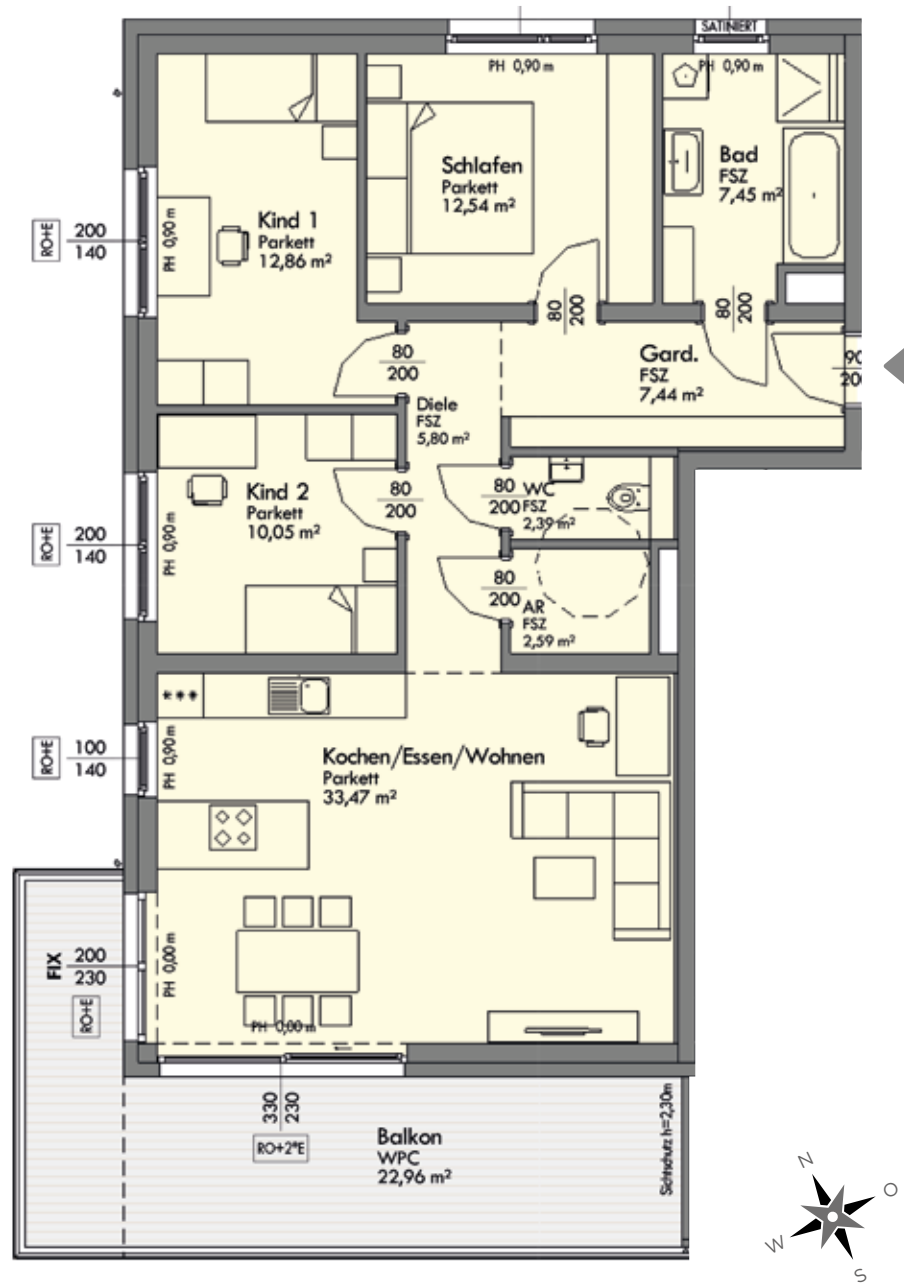 SATINIERT
PH 0,90 m
PH 0,90 m
Schlafen
Parkett
12,54 m²
Bad
FSZ
7,45 m²
Kind 1
Parkett
12,86 m²
PH 0,90 m
RO+E
200
140
80
200
80
200
80
200
Gard.
FSZ
7,44 m²
90
200
Diele
FSZ
5,80 m²
Kind 2
Parkett
10,05 m²
PH 0,90 m
RO+E
200
140
80
200
80
200
WC
FSZ
2,39 m²
80
200
AR
FSZ
2,59 m²
RO+E
100
140
PH 0,90 m
Kochen/Essen/Wohnen
Parkett
33,47 m²
FIX
200
230
RO+E
PH 0,00 m
PH 0,00 m
330
230
RO+2*E
Balkon
WPC
22,96 m²
Sichtschutz h=2,30m
N
O
W
S